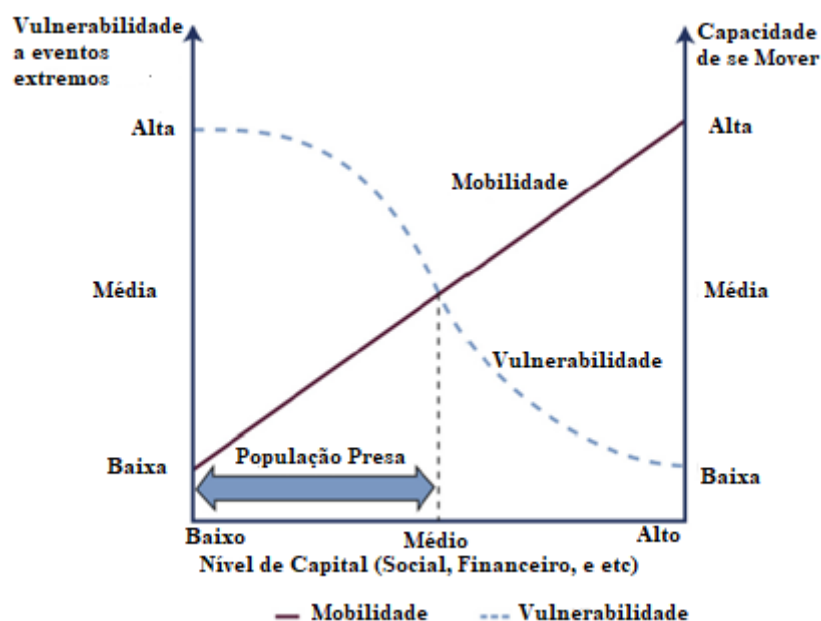 Vulnerabilidade
a eventos
extremos
Capacidade
de se Mover
Alta
Alta
Mobilidade
Média
Média
Vulnerabilidade
População Presa
Baixa
Baixa
Baixo
Médio
Alto
Nível de Capital (Social, Financeiro, e etc)
Mobilidade
Vulnerabilidade